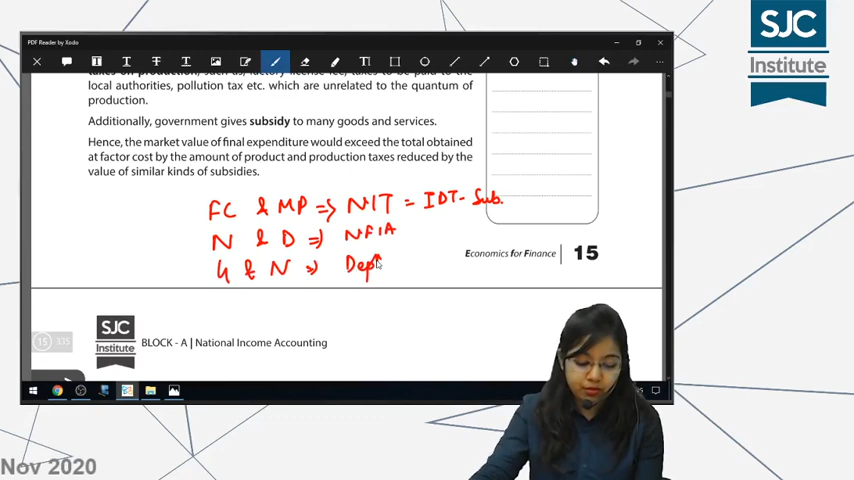 SJC
Institute
PDF Reader by Xodo
taxes on production, such as, factory license fee, taxes to be paid to the
local authorities, pollution tax etc. which are unrelated to the quantum of
production.
Additionally, government gives subsidy to many goods and services.
Hence, the market value of final expenditure would exceed the total obtained
at factor cost by the amount of product and production taxes reduced by the
value of similar kinds of subsidies.
FC & MP => NIT = IDT - Sub.
N & D => NFIA
G & N => Depn
Economics for Finance 15
SJC
Institute
BLOCK - A | National Income Accounting
15 335
Nov 2020